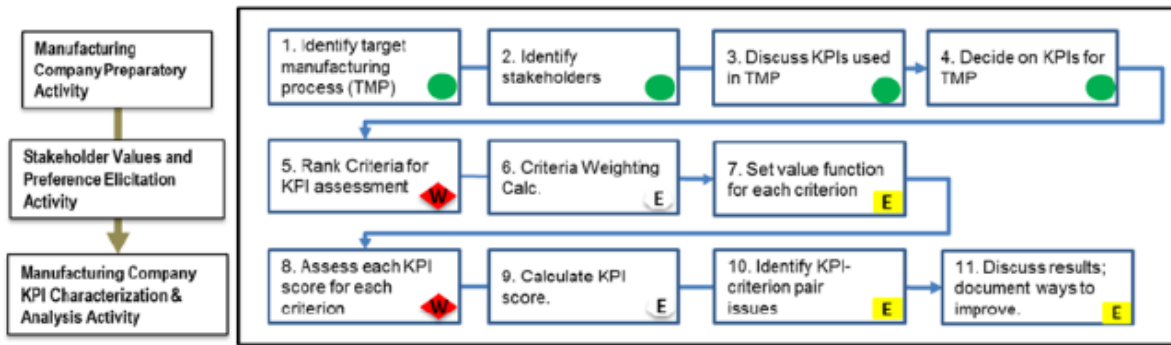 Manufacturing
Company Preparatory
Activity
Stakeholder Values and
Preference Elicitation
Activity
Manufacturing Company
KPI Characterization &
Analysis Activity
1. Identify target
manufacturing
process (TMP)
2. Identify
stakeholders
3. Discuss KPIs used
in TMP
4. Decide on KPIs for
TMP
5. Rank Criteria for
KPI assessment
W
6. Criteria Weighting
Calc.
E
7. Set value function
for each criterion
E
8. Assess each KPI
score for each
criterion
W
9. Calculate KPI
score.
E
10. Identify KPI-
criterion pair
issues
E
11. Discuss results;
document ways to
improve.
E